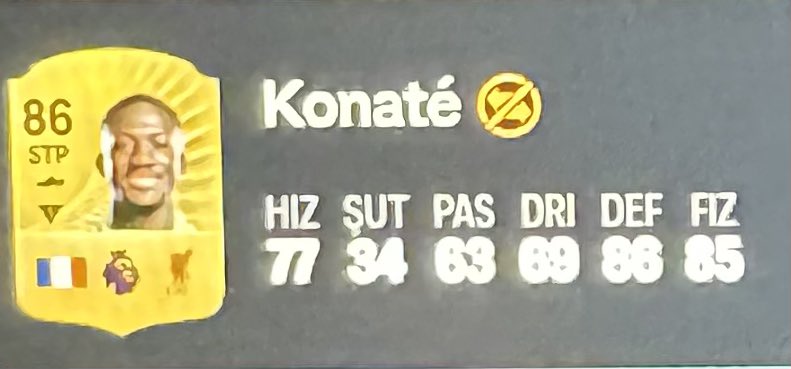 86
STP
Konaté
HIZ ŞUT PAS DRI DEF FIZ
77 34 63 69 86 85